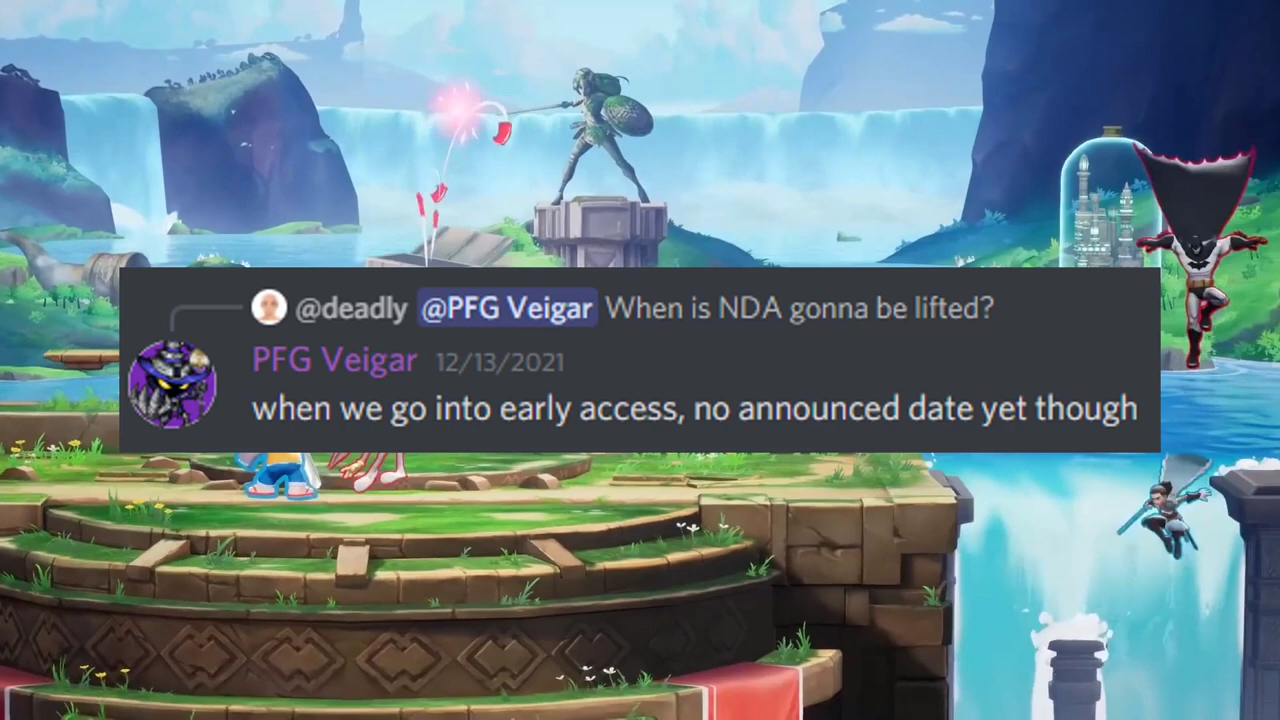 @deadly @PFG Veigar When is NDA gonna be lifted?
PFG Veigar 12/13/2021
when we go into early access, no announced date yet though